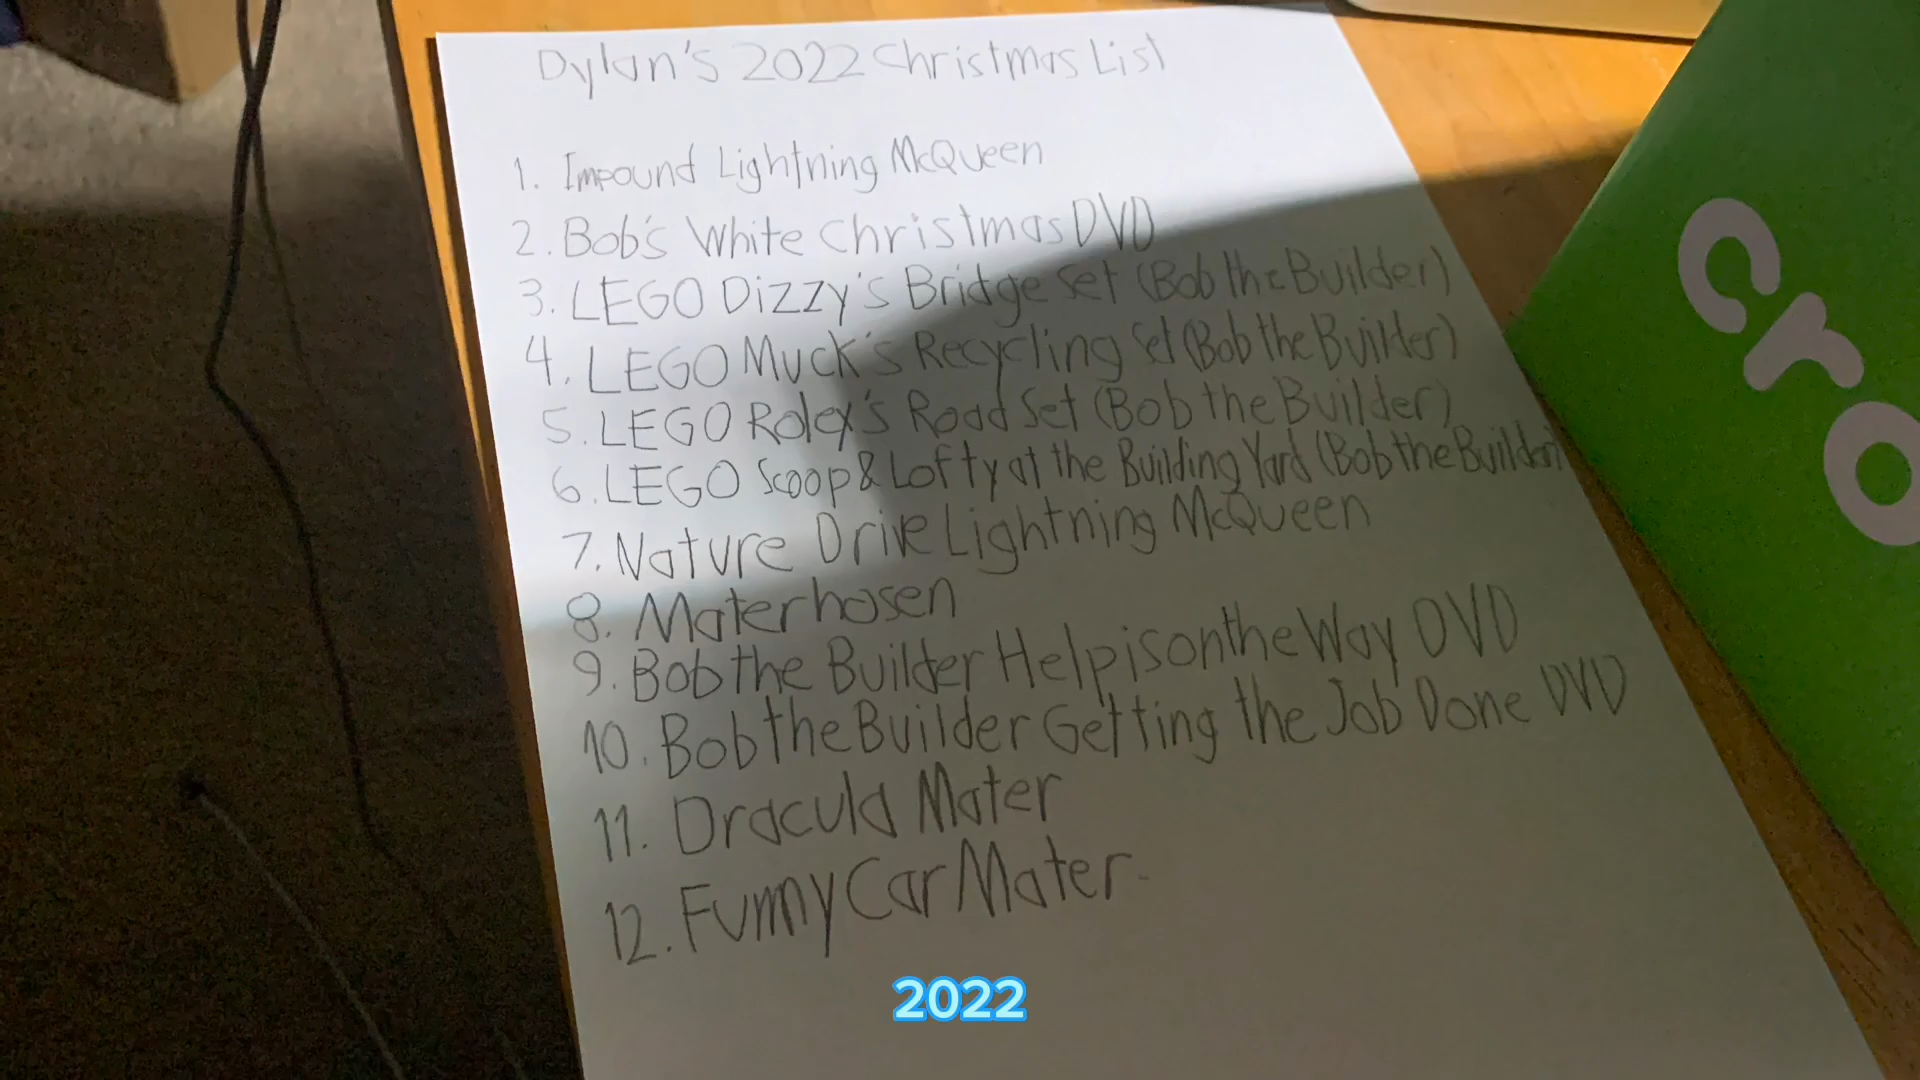 Dylan's 2022 Christmas List
1. Impound Lightning McQueen
2. Bob's White Christmas DVD
3. LEGO Dizzy's Bridge Set (Bob the Builder)
4. LEGO Muck's Recycling Set (Bob the Builder)
5. LEGO Roley's Road Set (Bob the Builder)
6. LEGO Scoop & Lofty at the Building Yard (Bob the Builder)
7. Nature Drive Lightning McQueen
8. Materhosen
9. Bob the Builder Help is on the Way DVD
10. Bob the Builder Getting the Job Done DVD
11. Dracula Mater
12. Funny Car Mater
cro
2022